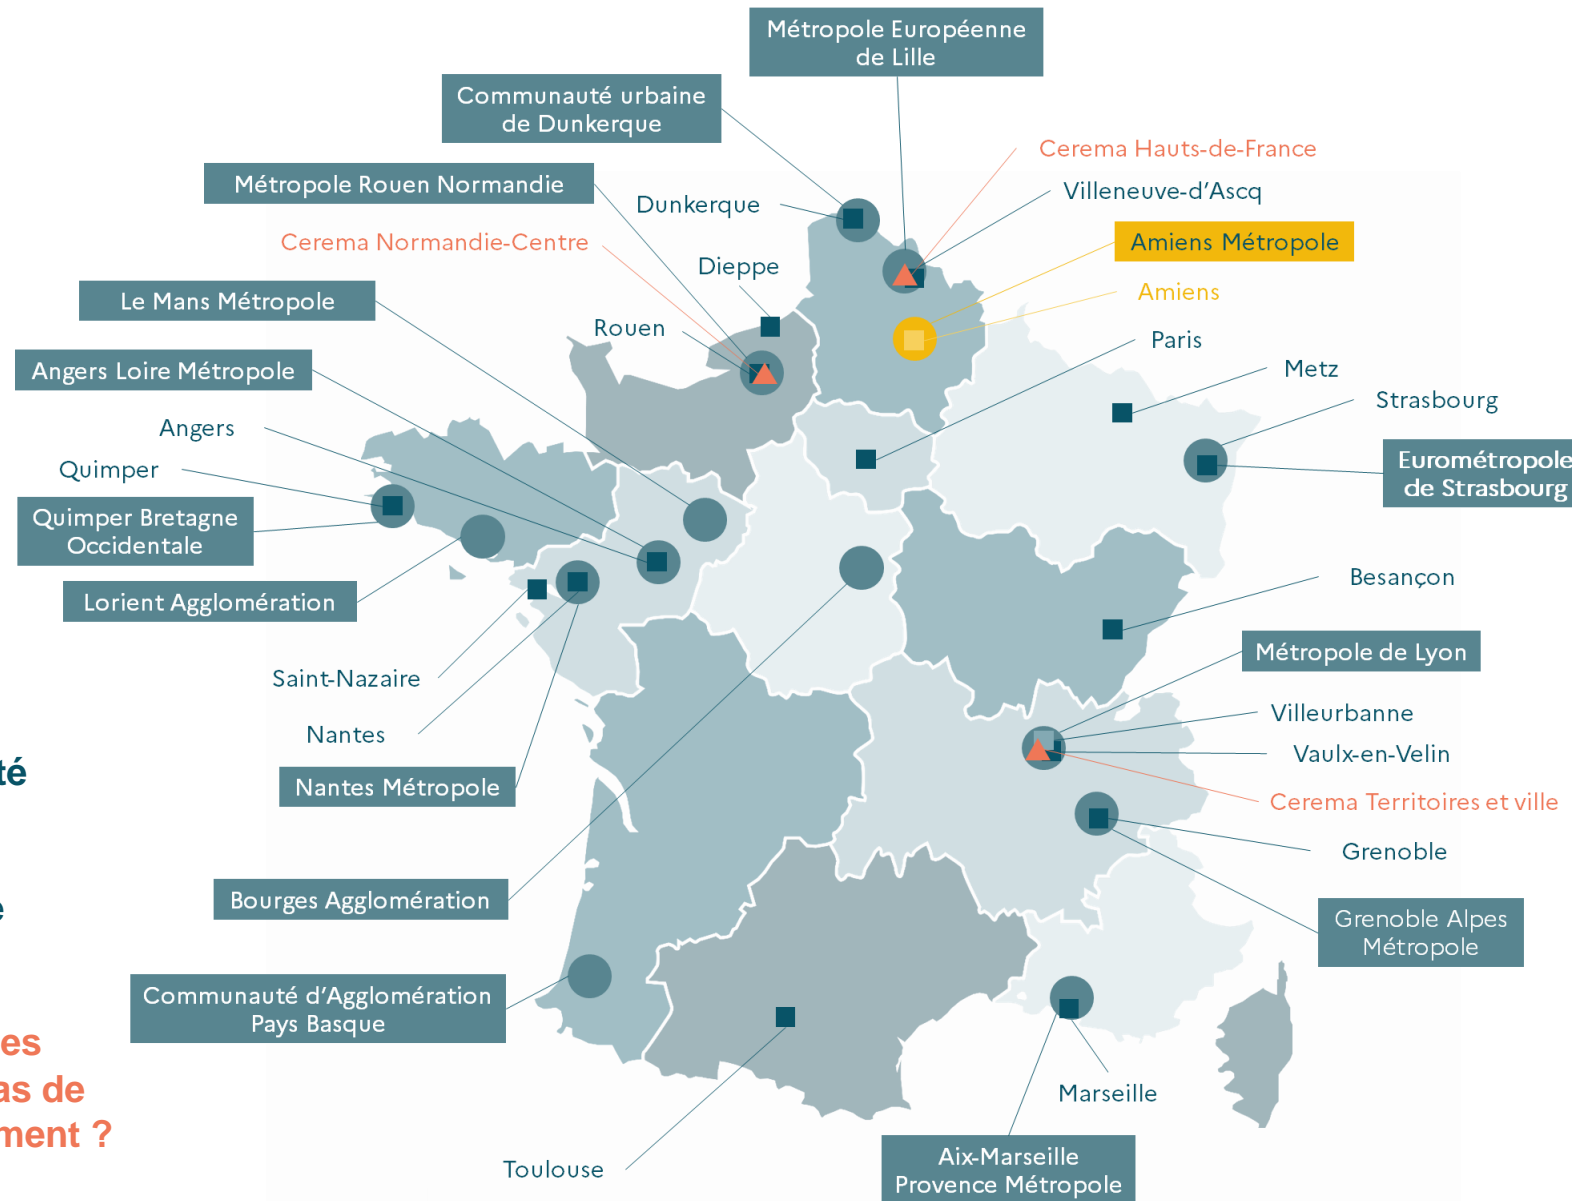 Métropole Européenne
de Lille
Communauté urbaine
de Dunkerque
Cerema Hauts-de-France
Métropole Rouen Normandie
Dunkerque
Villeneuve-d'Ascq
Cerema Normandie-Centre
Amiens Métropole
Dieppe
Le Mans Métropole
Amiens
Rouen
Paris
Angers Loire Métropole
Metz
Strasbourg
Angers
Quimper
Eurométropole
de Strasbourg
Quimper Bretagne
Occidentale
Besançon
Lorient Agglomération
Métropole de Lyon
Saint-Nazaire
Villeurbanne
Nantes
Vaulx-en-Velin
té
Nantes Métropole
Cerema Territoires et ville
Grenoble
Bourges Agglomération
e
Grenoble Alpes
Métropole
Communauté d'Agglomération
Pays Basque
es
as de
ment ?
Marseille
Toulouse
Aix-Marseille
Provence Métropole